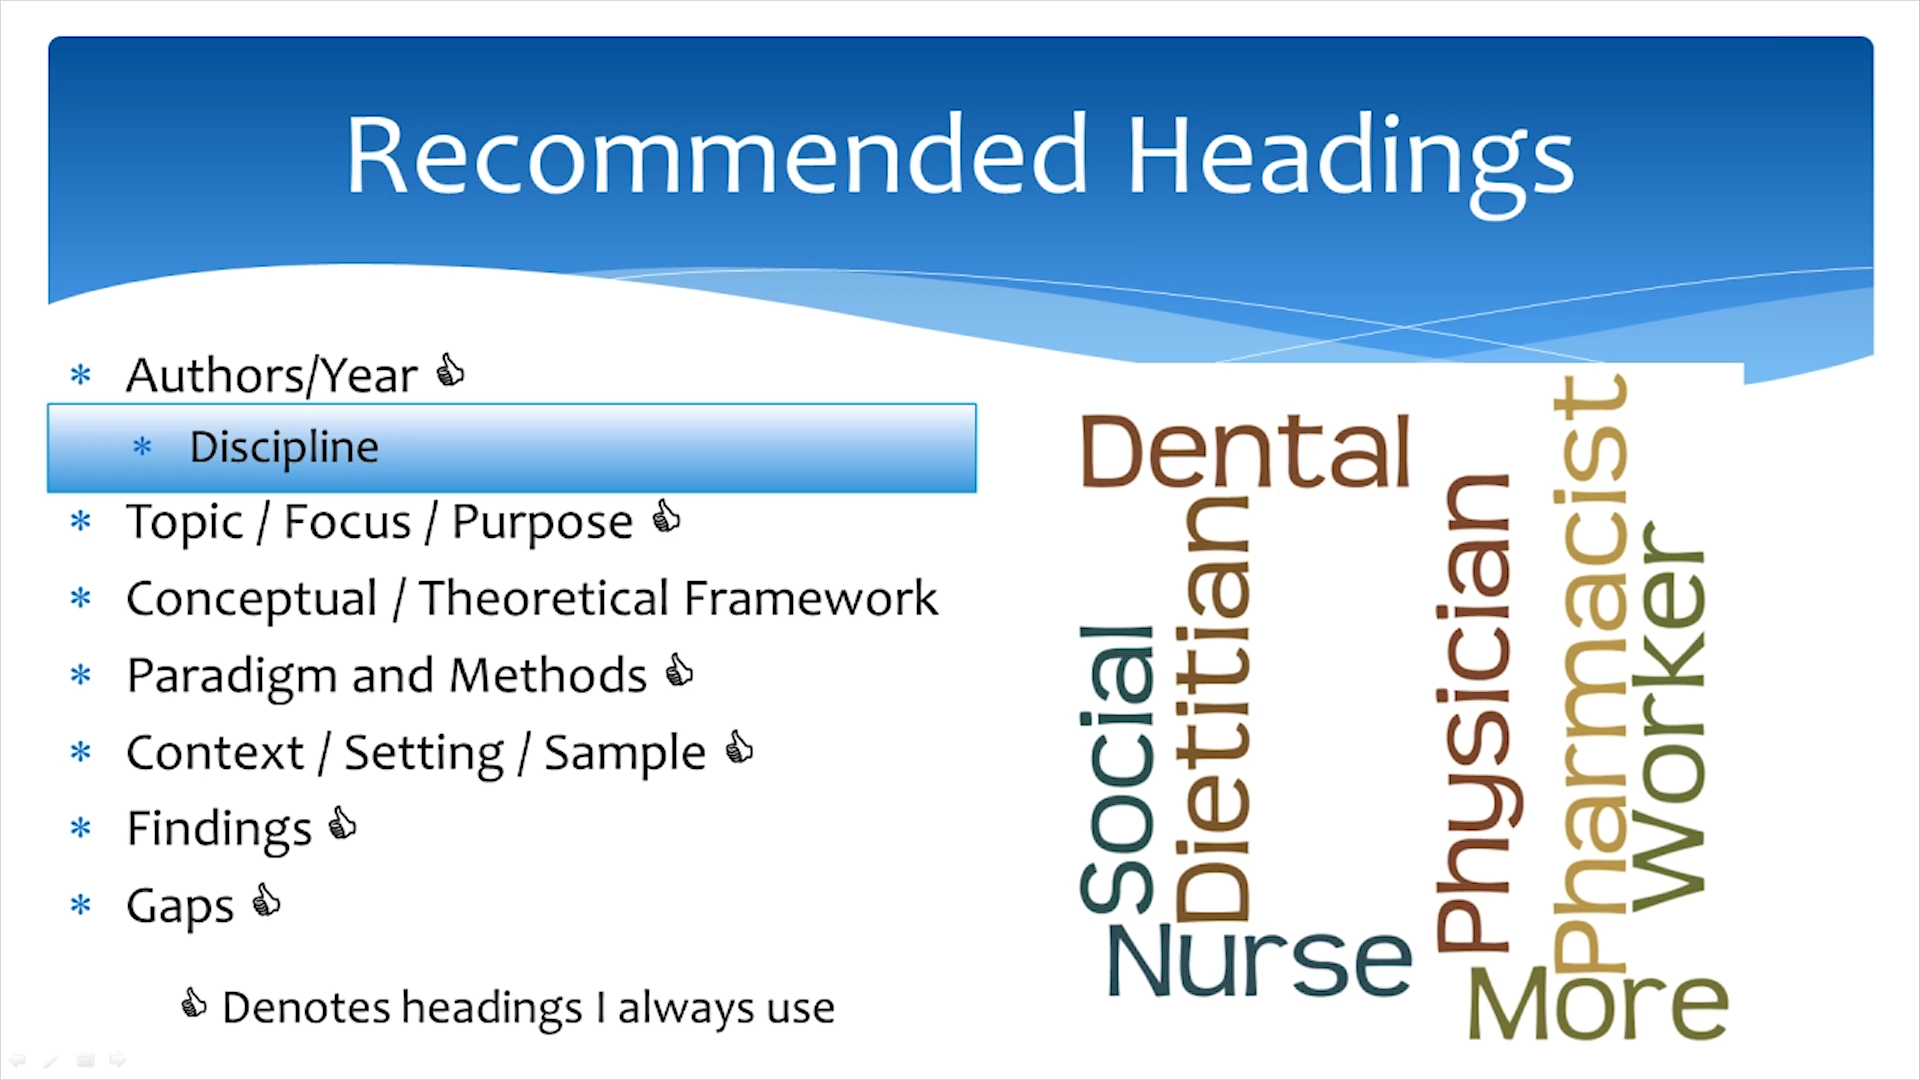 Recommended Headings
* Authors/Year 👍
* Discipline
* Topic / Focus / Purpose 👍
* Conceptual / Theoretical Framework
* Paradigm and Methods 👍
* Context / Setting / Sample 👍
* Findings 👍
* Gaps 👍
👍 Denotes headings I always use
Dental
Social
Dietitian
Nurse
Physician
Pharmacist
Worker
More